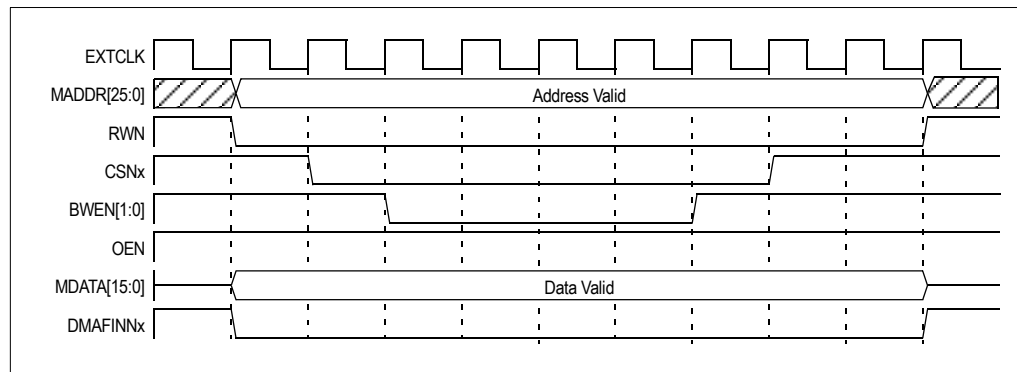 EXTCLK
MADDR[25:0]
Address Valid
RWN
CSNx
BWEN[1:0]
OEN
MDATA[15:0]
Data Valid
DMAFINNx